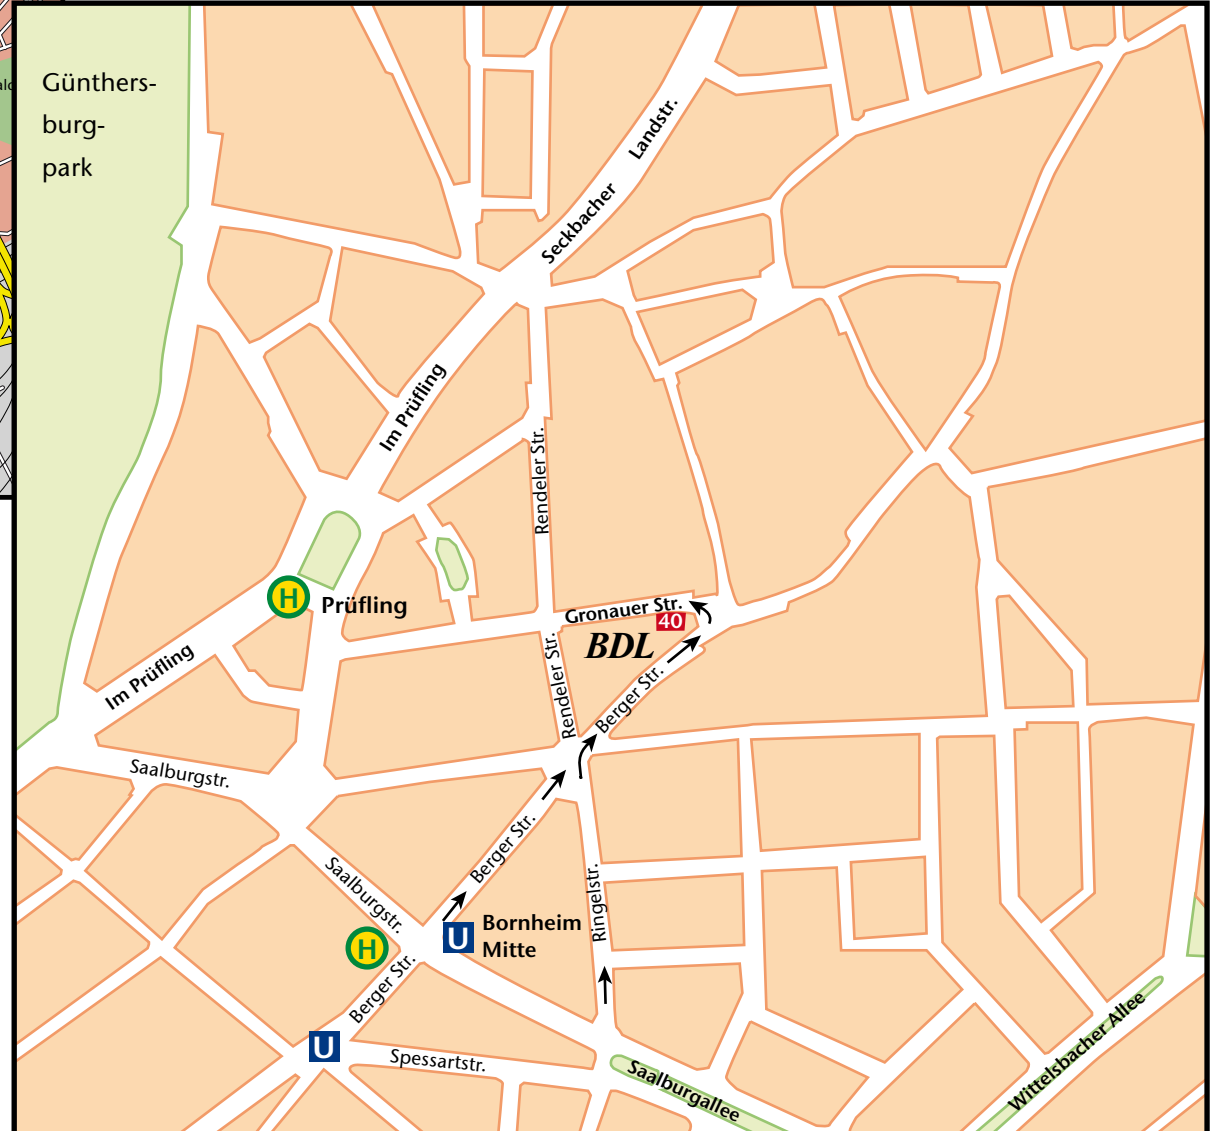 Günthers-
burg-
park
Seckbacher Landstr.
Im Prüfling
Rendeler Str.
H
Prüfling
Gronauer Str.
40
BDL
Rendeler Str.
Berger Str.
Im Prüfling
Saalburgstr.
Berger Str.
Saalburgstr.
Ringelstr.
U
Bornheim
Mitte
H
Berger Str.
U
Spessartstr.
Saalburgallee
Wittelsbacher Allee